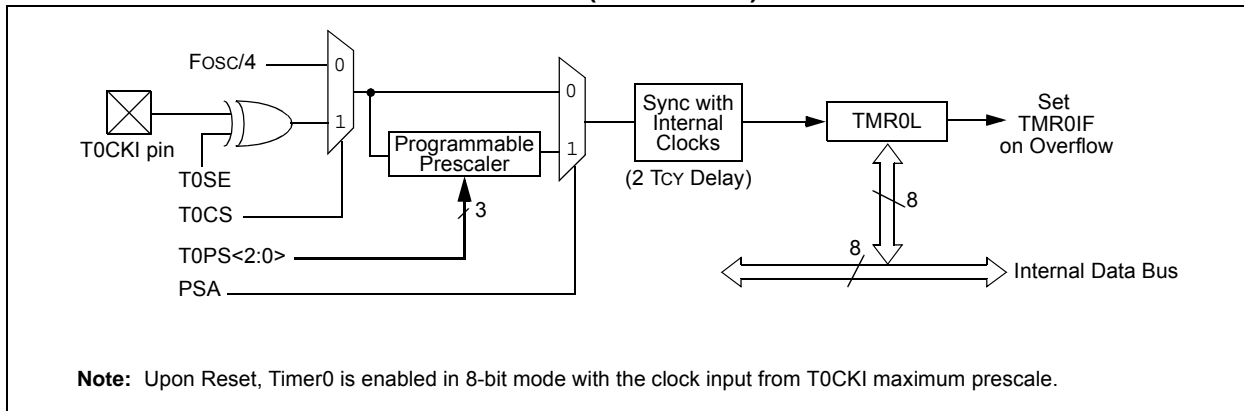 FOSC/4
0
1
T0CKI pin
T0SE
T0CS
T0PS<2:0>
PSA
Programmable
Prescaler
3
0
1
Sync with
Internal
Clocks
(2 TCY Delay)
TMR0L
Set
TMR0IF
on Overflow
8
8
Internal Data Bus
Note: Upon Reset, Timer0 is enabled in 8-bit mode with the clock input from T0CKI maximum prescale.